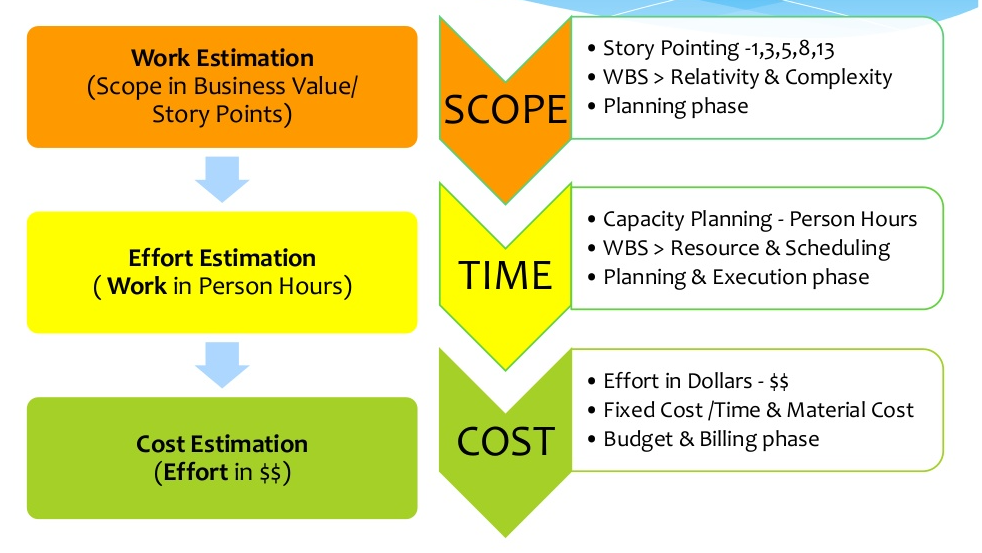 Work Estimation
(Scope in Business Value/
Story Points)
SCOPE
• Story Pointing -1,3,5,8,13
• WBS > Relativity & Complexity
• Planning phase
Effort Estimation
( Work in Person Hours)
TIME
• Capacity Planning - Person Hours
• WBS > Resource & Scheduling
• Planning & Execution phase
Cost Estimation
(Effort in $$)
COST
• Effort in Dollars - $$
• Fixed Cost /Time & Material Cost
• Budget & Billing phase